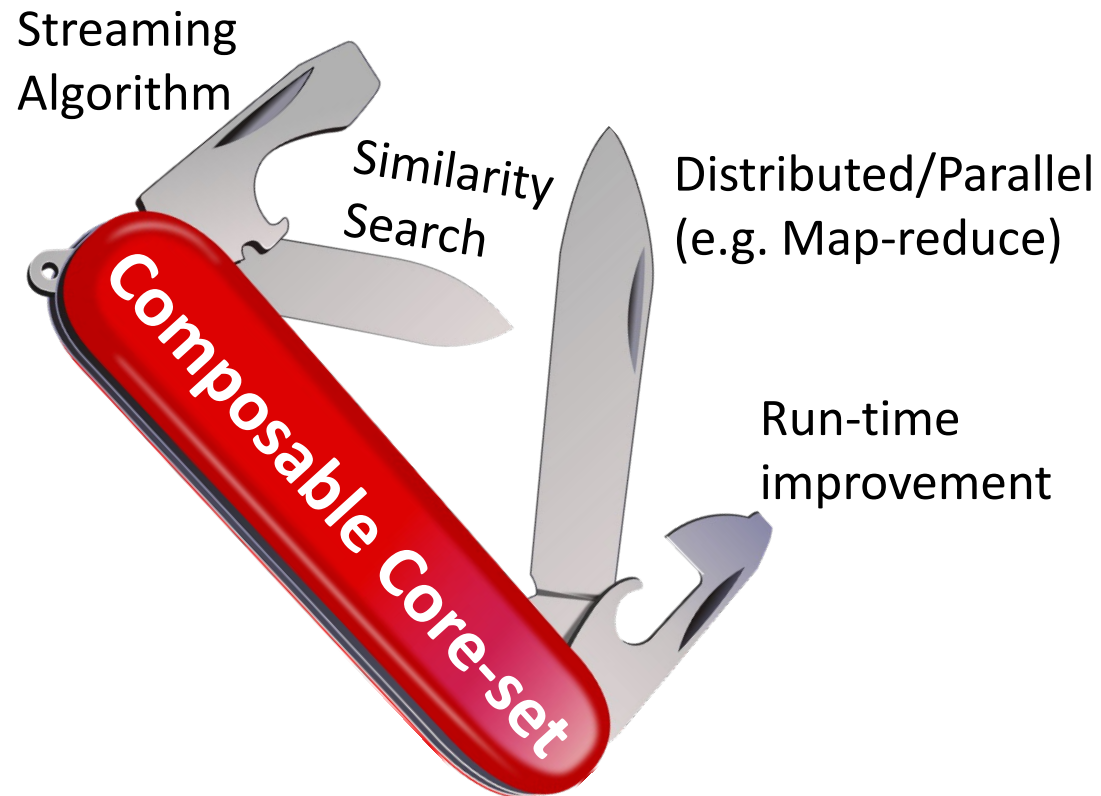 Streaming
Algorithm
Similarity
Search
Distributed/Parallel
(e.g. Map-reduce)
Run-time
improvement
Composable Core-set